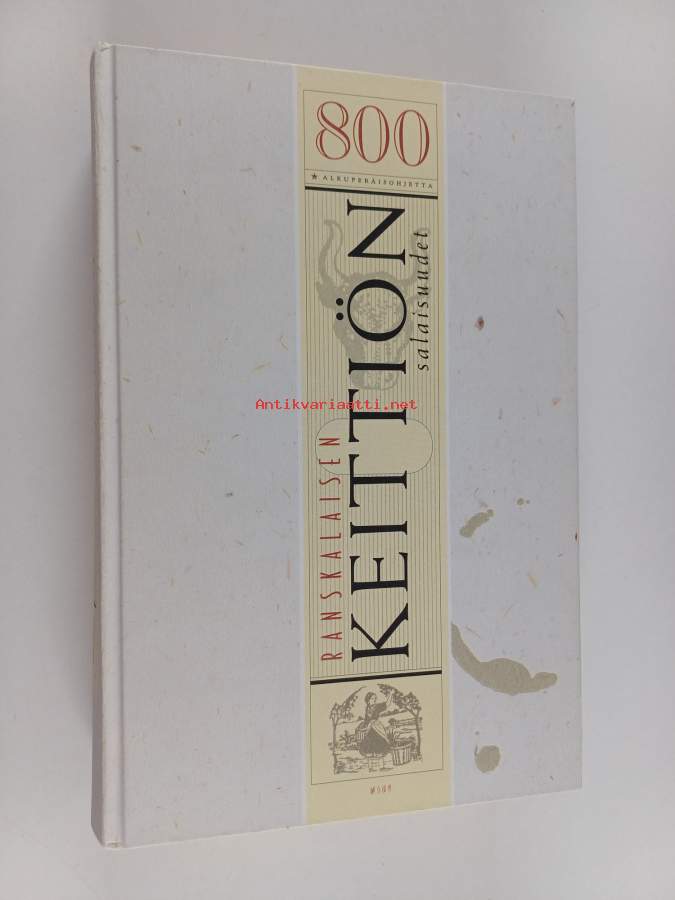 800
★ ALKUPERÄISOHJETTA
RANSKALAISEN
KEITTIÖN
salaisuudet
Antikvariaatti.net
WSOY